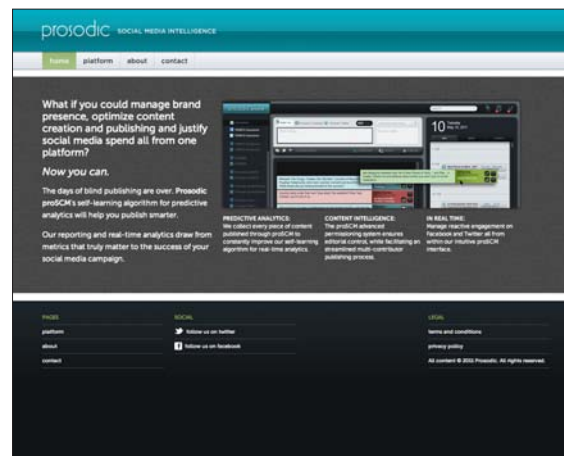 prosodic SOCIAL MEDIA INTELLIGENCE
home platform about contact
What if you could manage brand
presence, optimize content
creation and publishing and justify
social media spend all from one
platform?
Now you can.
The days of blind publishing are over. Prosodic
proSCM's self-learning algorithm for predictive
analytics will help you publish smarter.
Our reporting and real-time analytics draw from
metrics that truly matter to the success of your
social media campaign.
10 Tuesday
May 10, 2011
PREDICTIVE ANALYTICS:
We collect every piece of content
published through proSCM to
constantly improve our self-learning
algorithm for real-time analytics.
CONTENT INTELLIGENCE:
The proSCM advanced
permissioning system ensures
editorial control, while facilitating an
streamlined multi-contributor
publishing process.
IN REAL TIME:
Manage reactive engagement on
Facebook and Twitter all from
within our intuitive proSCM
interface.
PAGES
platform
about
contact
SOCIAL
follow us on twitter
follow us on facebook
LEGAL
terms and conditions
privacy policy
All content © 2011 Prosodic. All rights reserved.